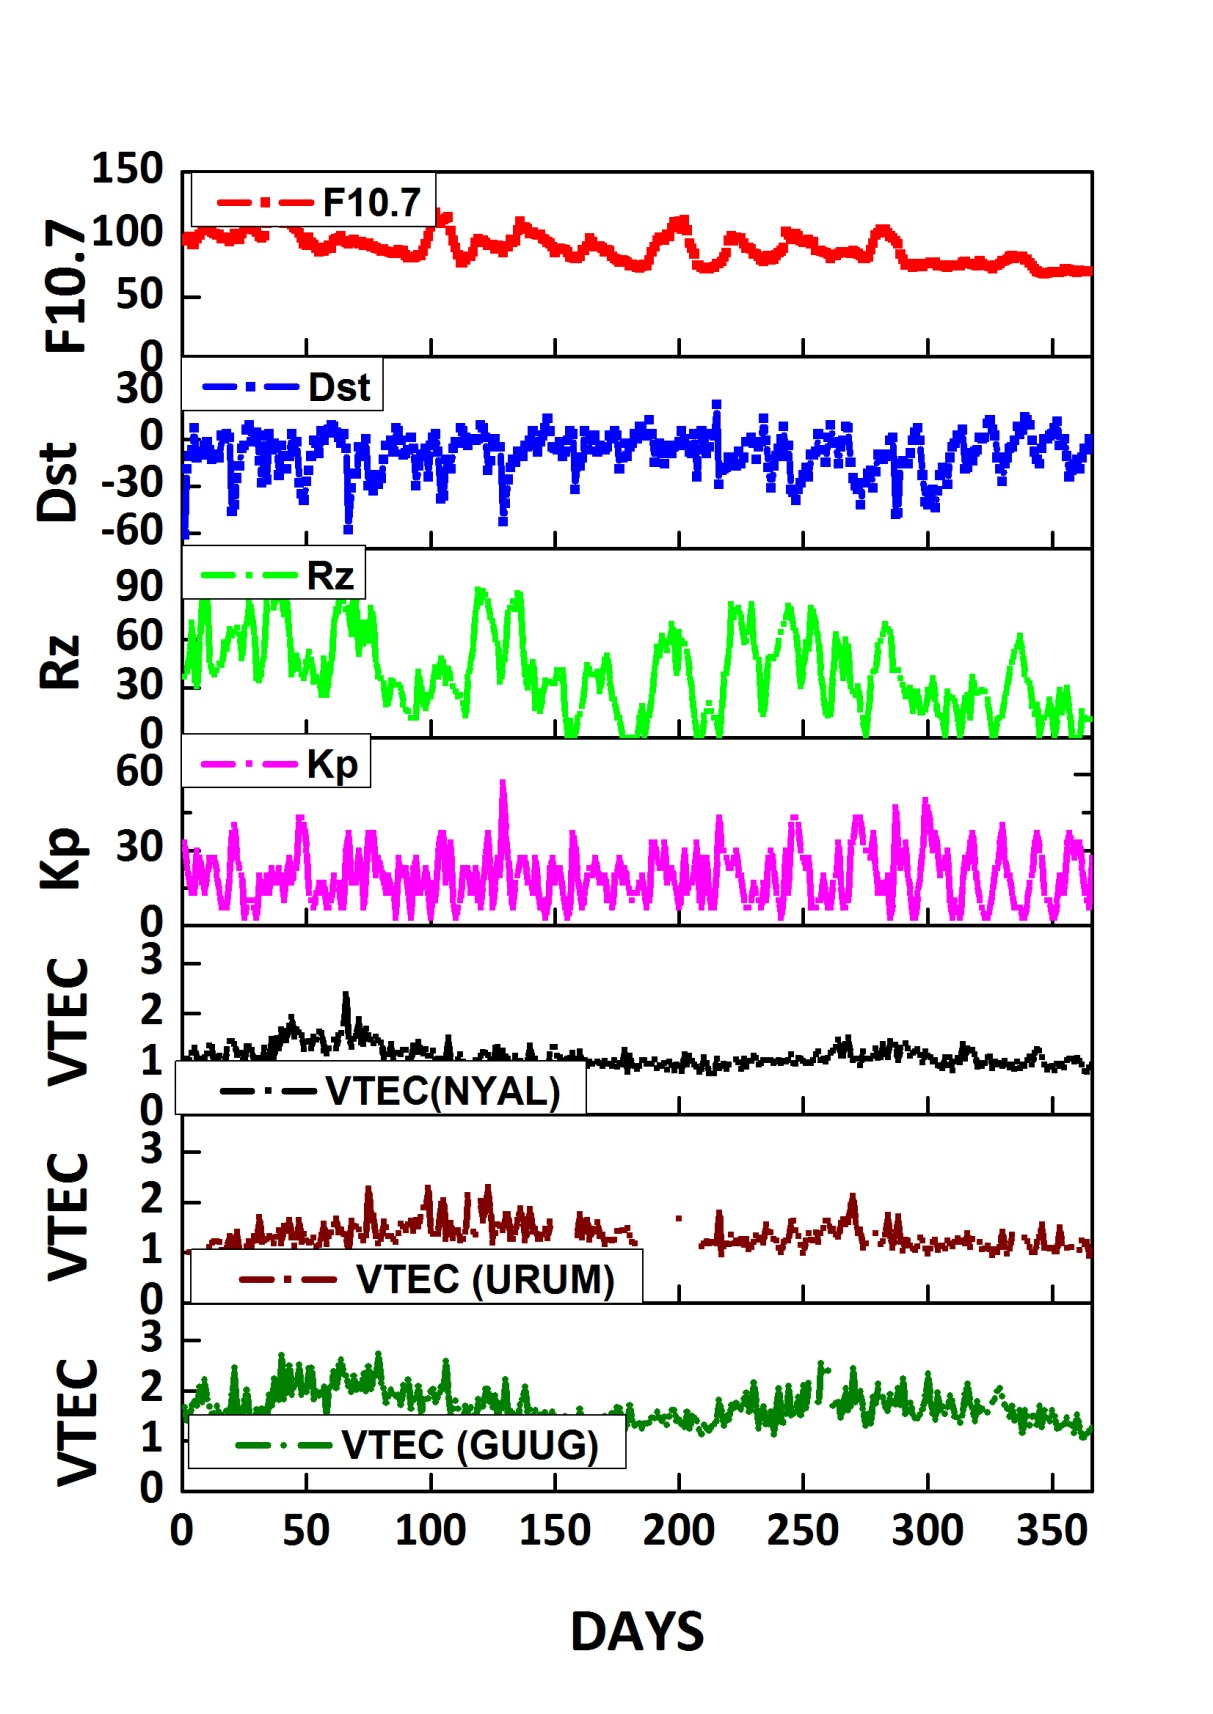 150
F10.7
100
F10.7
50
0
30
Dst
0
Dst
-30
-60
90
Rz
60
Rz
30
0
60
Kp
30
Kp
0
3
2
VTEC
1
VTEC(NYAL)
0
3
2
VTEC
1
VTEC (URUM)
0
3
2
VTEC
1
VTEC (GUUG)
0
0 50 100 150 200 250 300 350
DAYS